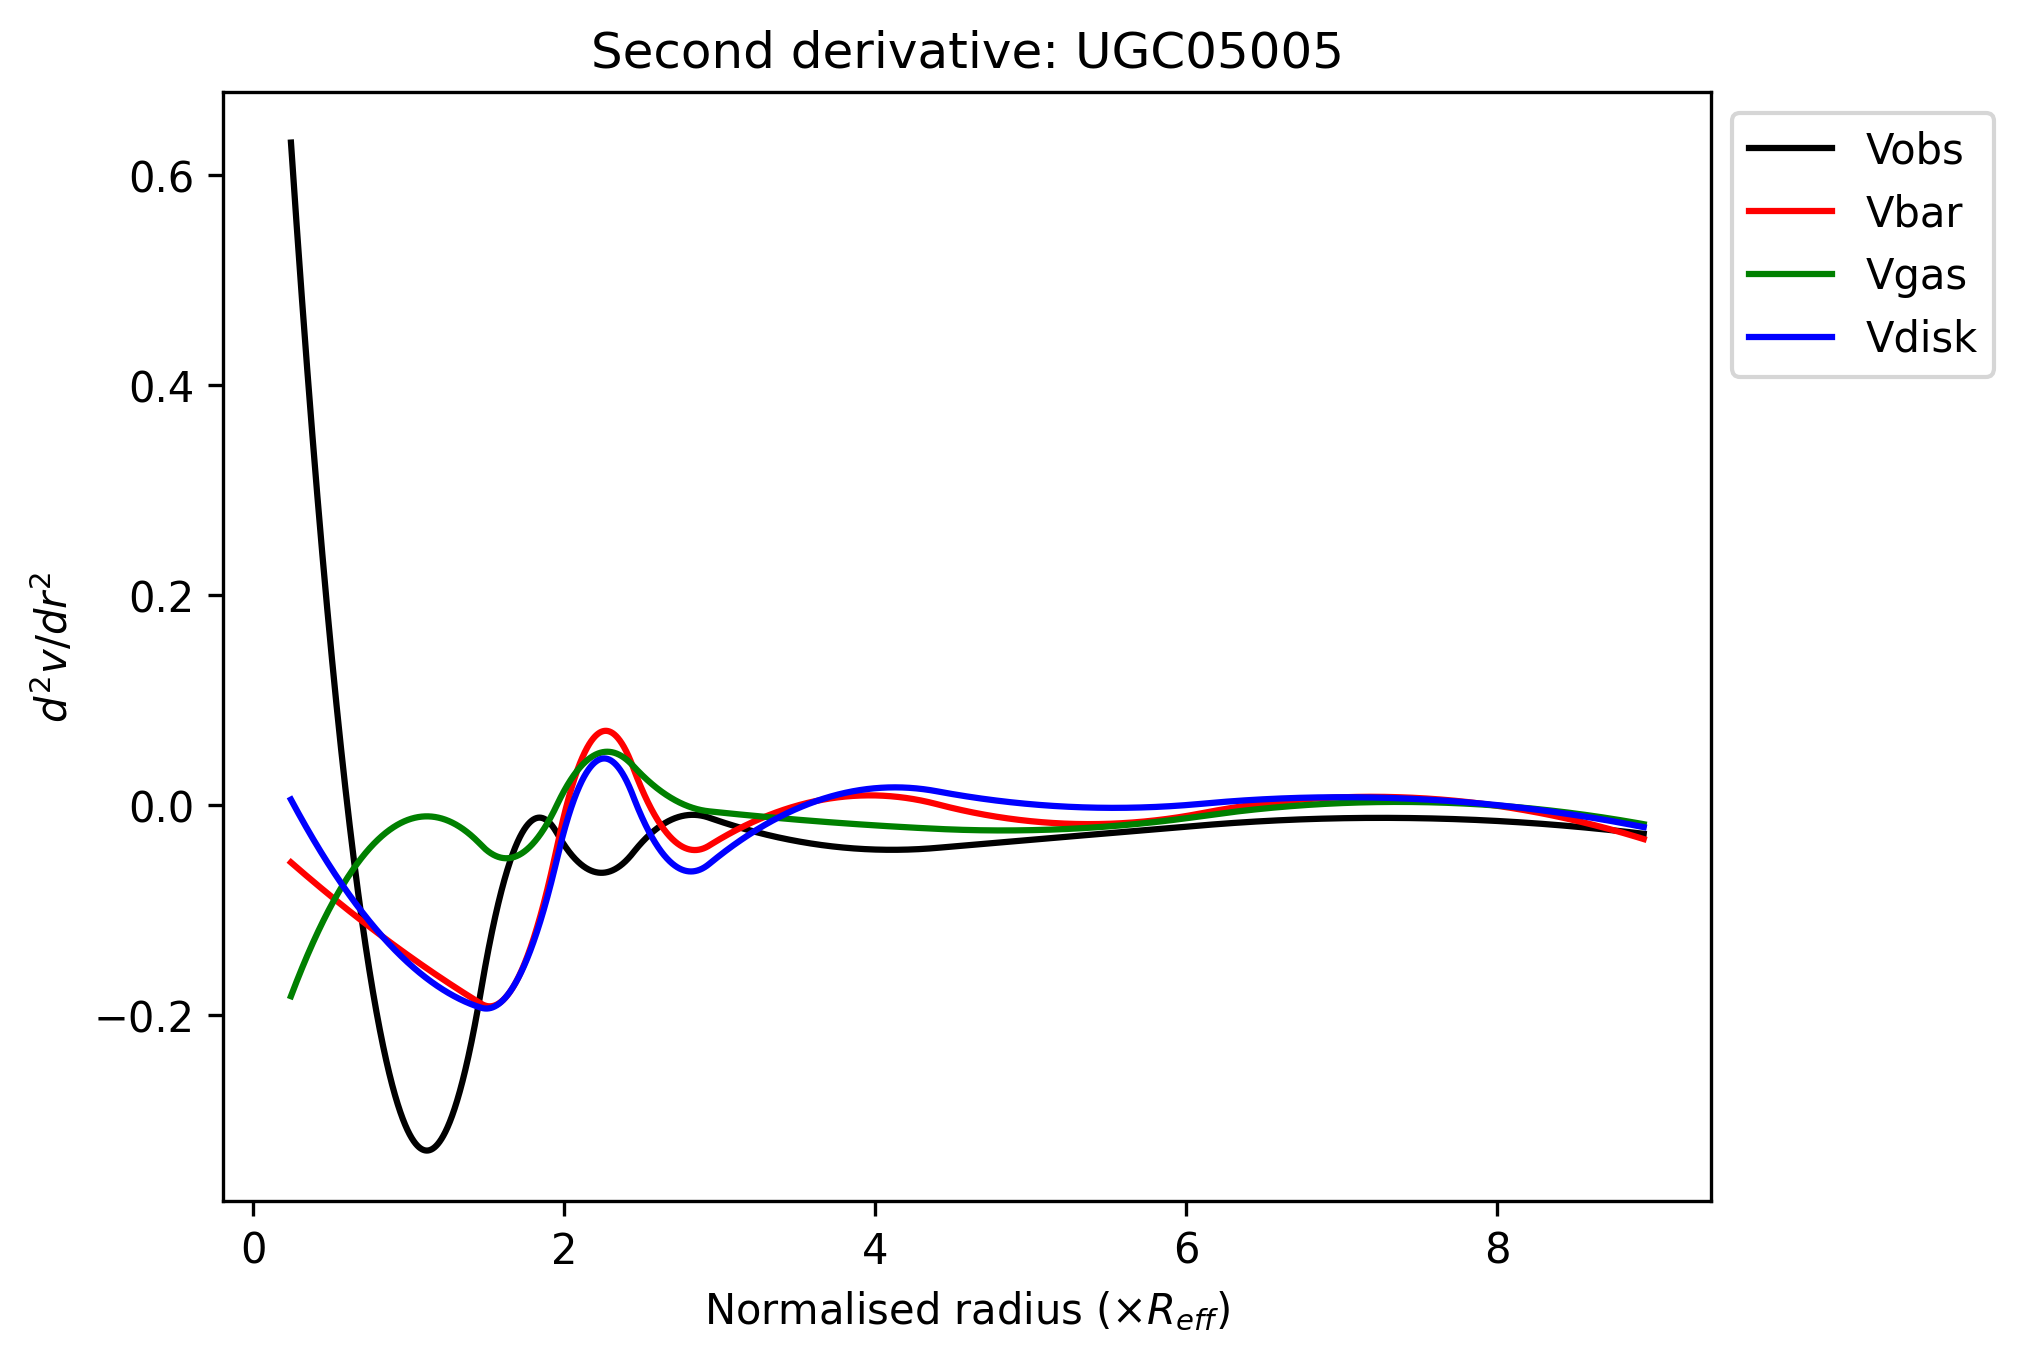 Second derivative: UGC05005
Vobs
Vbar
Vgas
Vdisk
0.6
0.4
0.2
0.0
−0.2
d²v/dr²
0 2 4 6 8
Normalised radius (×R_eff)